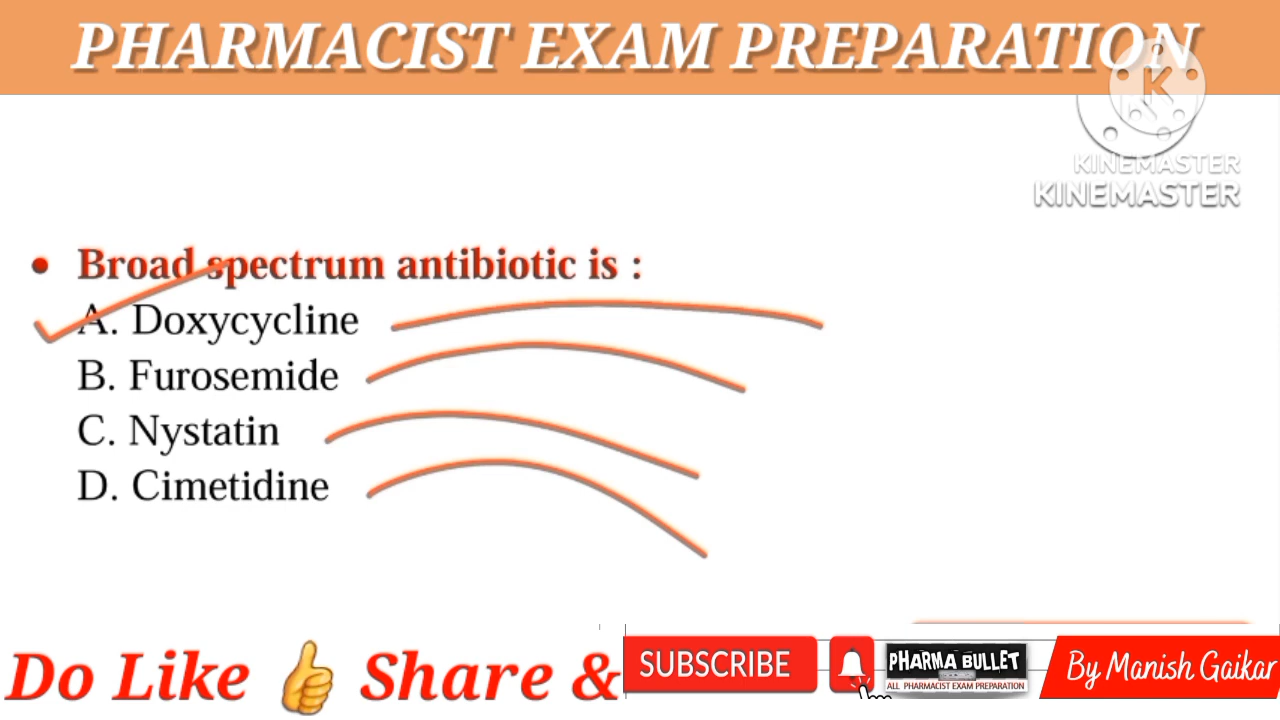 PHARMACIST EXAM PREPARATION
K
KINEMASTER
KINEMASTER
• Broad spectrum antibiotic is :
A. Doxycycline
B. Furosemide
C. Nystatin
D. Cimetidine
Do Like 👍 Share &
SUBSCRIBE
PHARMA BULLET
ALL PHARMACIST EXAM PREPARATION
By Manish Gaikar